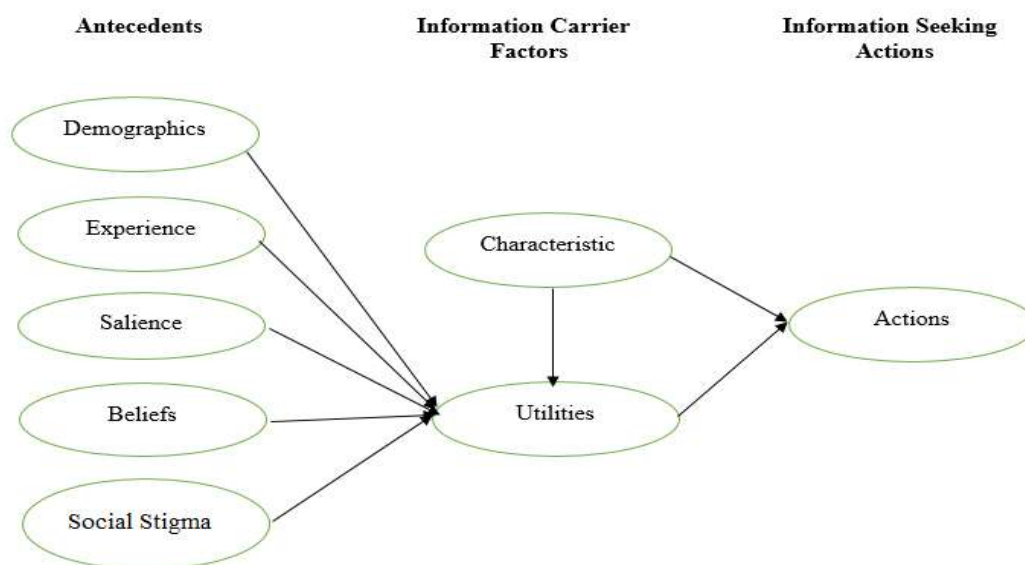 Antecedents
Information Carrier
Factors
Information Seeking
Actions
Demographics
Experience
Salience
Beliefs
Social Stigma
Characteristic
Utilities
Actions